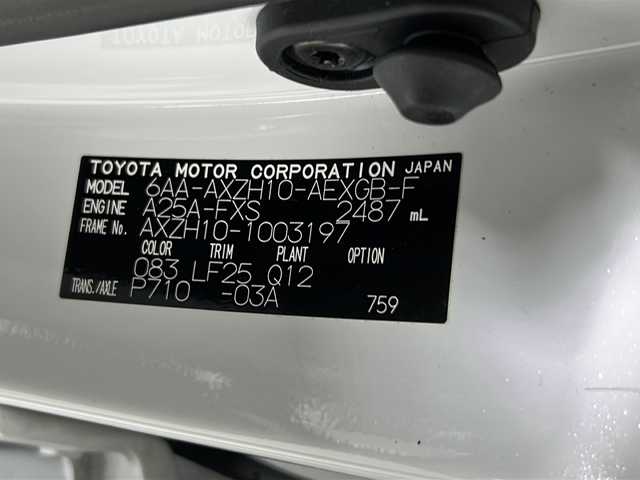 TOYOTA MOTOR CORPORATION JAPAN
MODEL 6AA-AXZH10-AEXGB-F
ENGINE A25A-FXS 2487 mL
FRAME No. AXZH10-1003197
COLOR TRIM PLANT OPTION
083 LF25 Q12
TRANS./AXLE P710 -03A 759